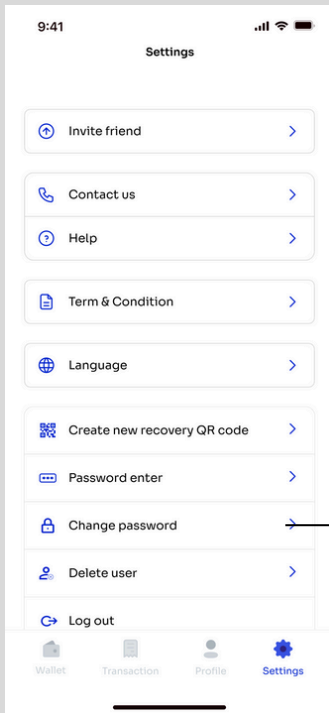 9:41
Settings
Invite friend
Contact us
Help
Term & Condition
Language
Create new recovery QR code
Password enter
Change password
Delete user
Log out
Wallet Transaction Profile Settings